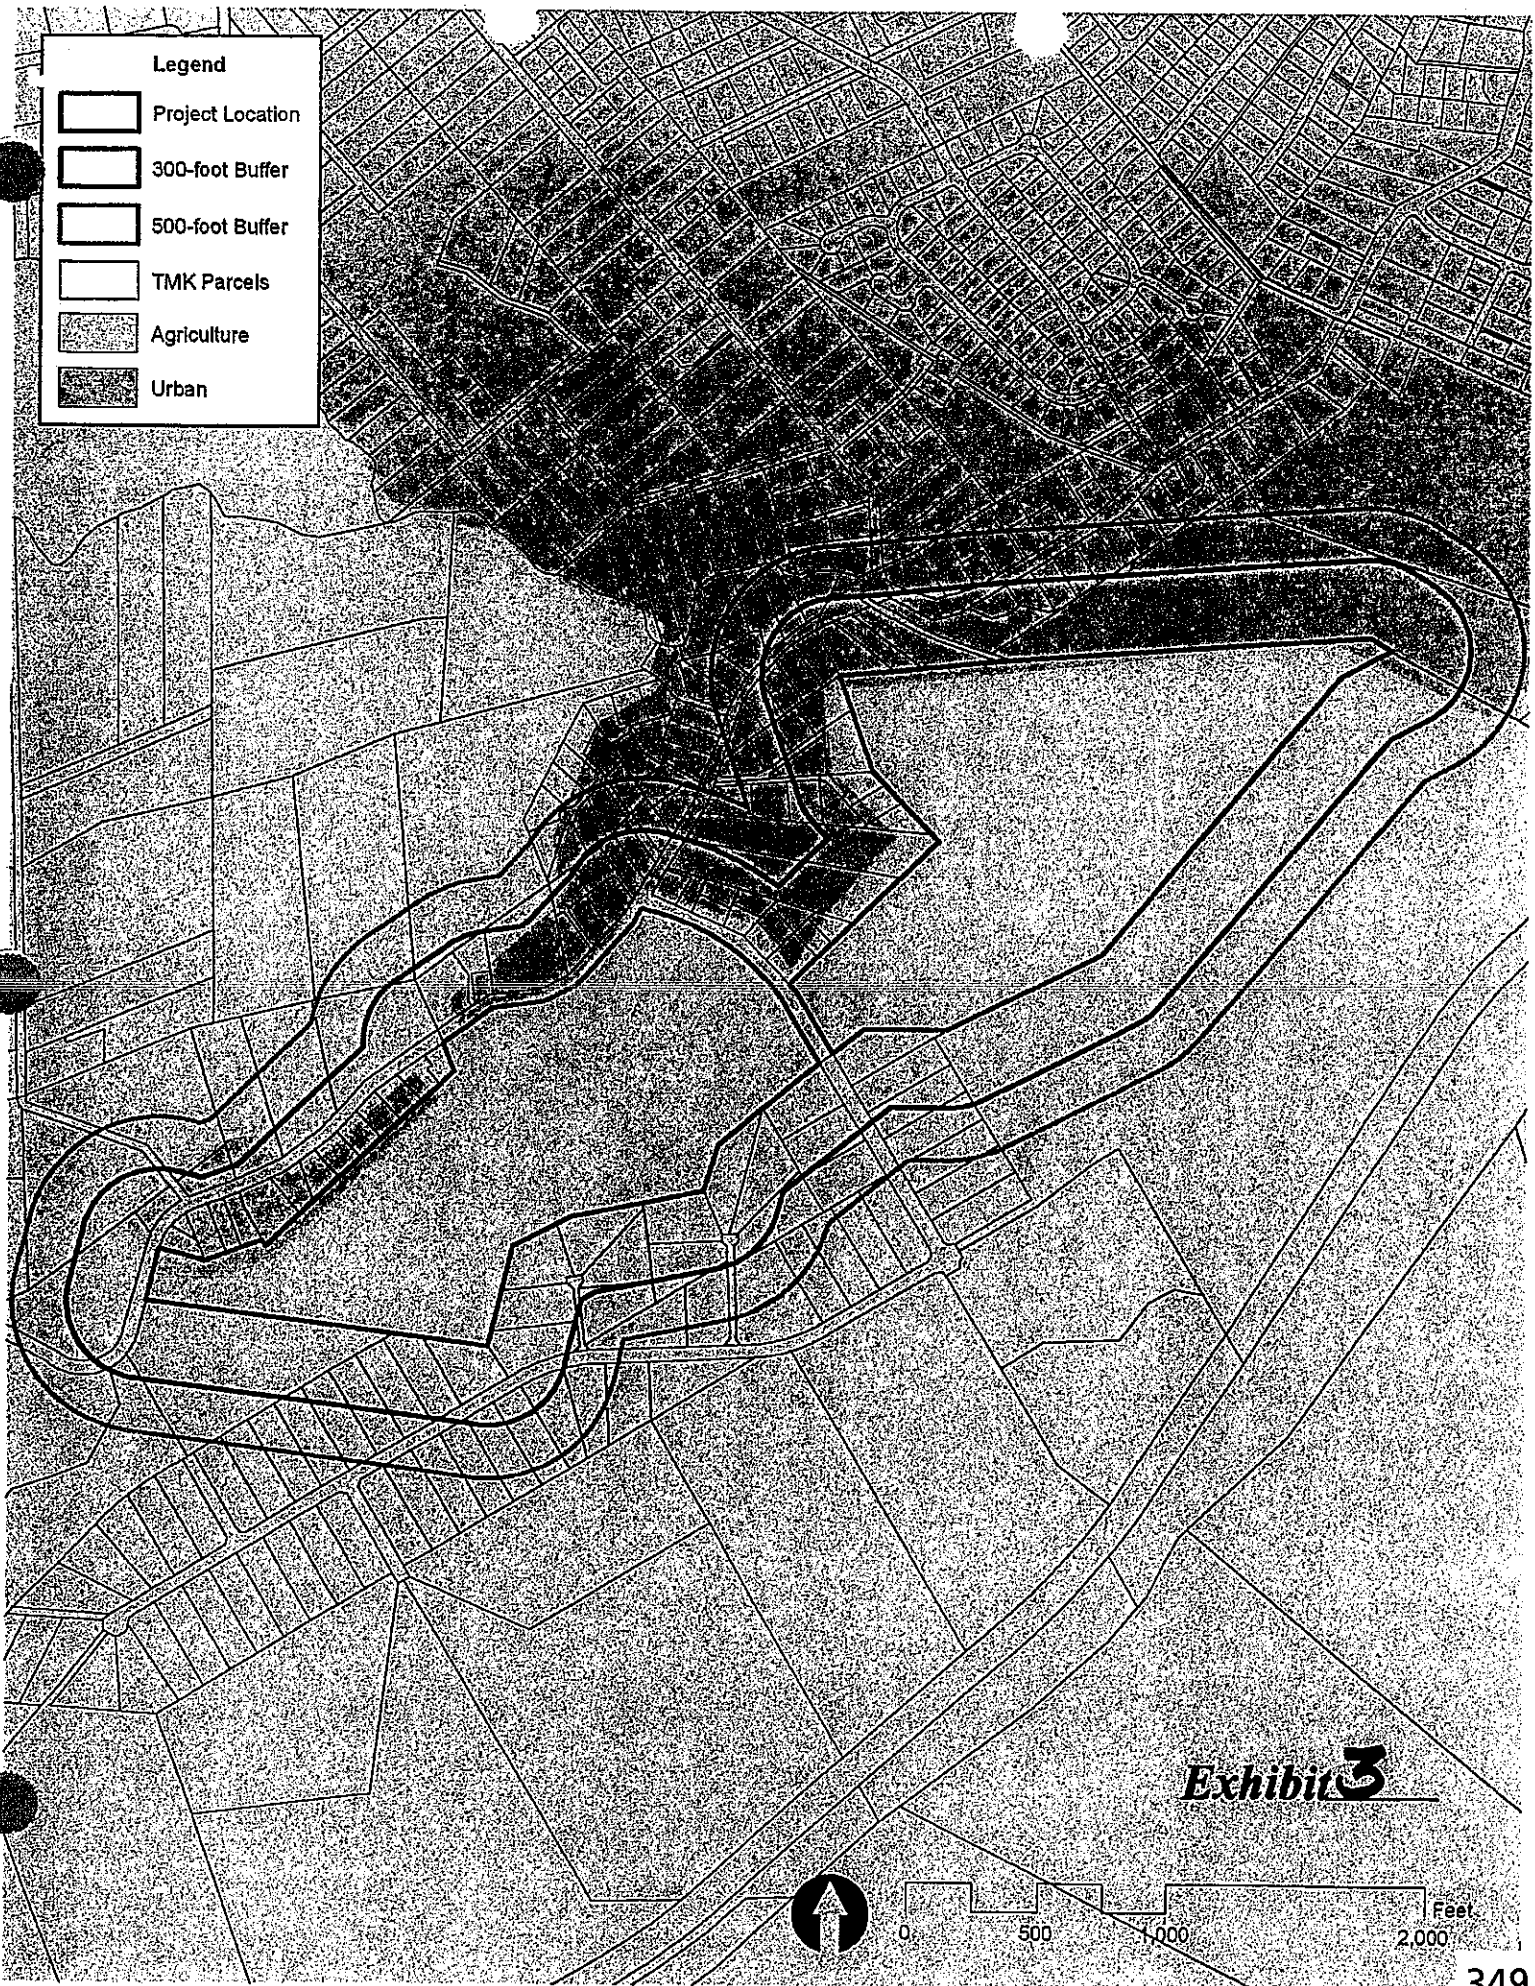 Legend
Project Location
300-foot Buffer
500-foot Buffer
TMK Parcels
Agriculture
Urban
Exhibit 3
Feet
0 500 1,000 2,000
349